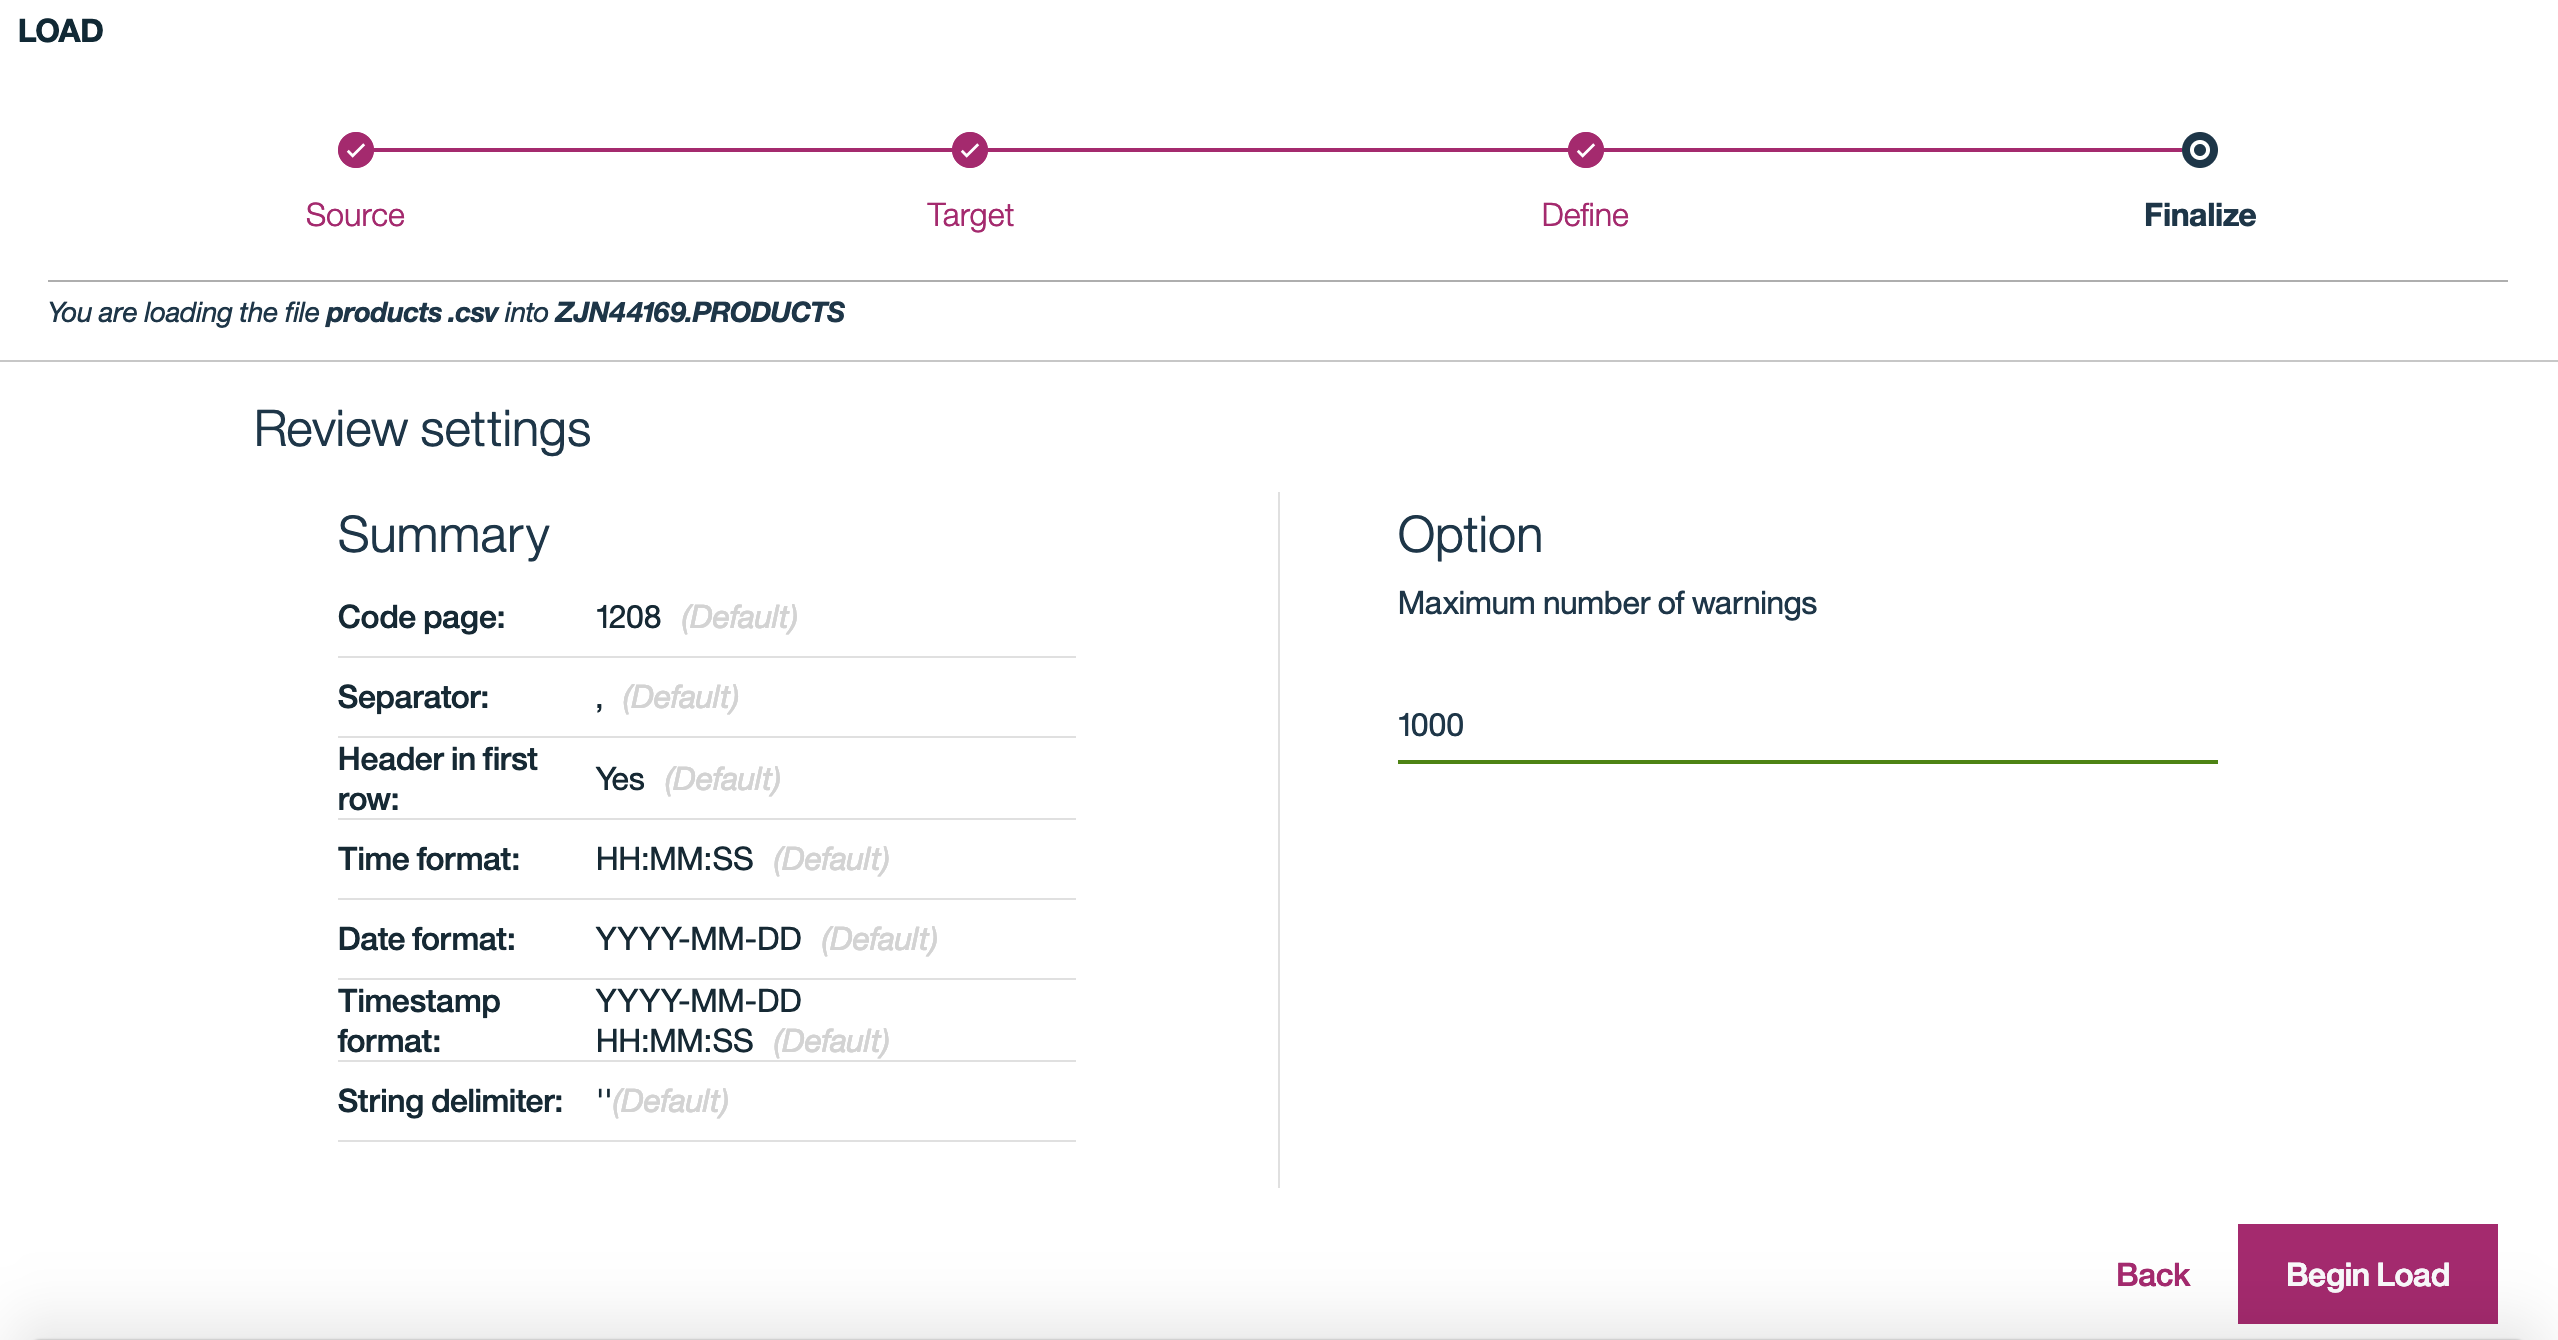 LOAD
Source
Target
Define
Finalize
You are loading the file products .csv into ZJN44169.PRODUCTS
Review settings
Summary
Code page: 1208 (Default)
Separator: , (Default)
Header in first
row: Yes (Default)
Time format: HH:MM:SS (Default)
Date format: YYYY-MM-DD (Default)
Timestamp
format: YYYY-MM-DD
HH:MM:SS (Default)
String delimiter: ''(Default)
Option
Maximum number of warnings
1000
Back
Begin Load